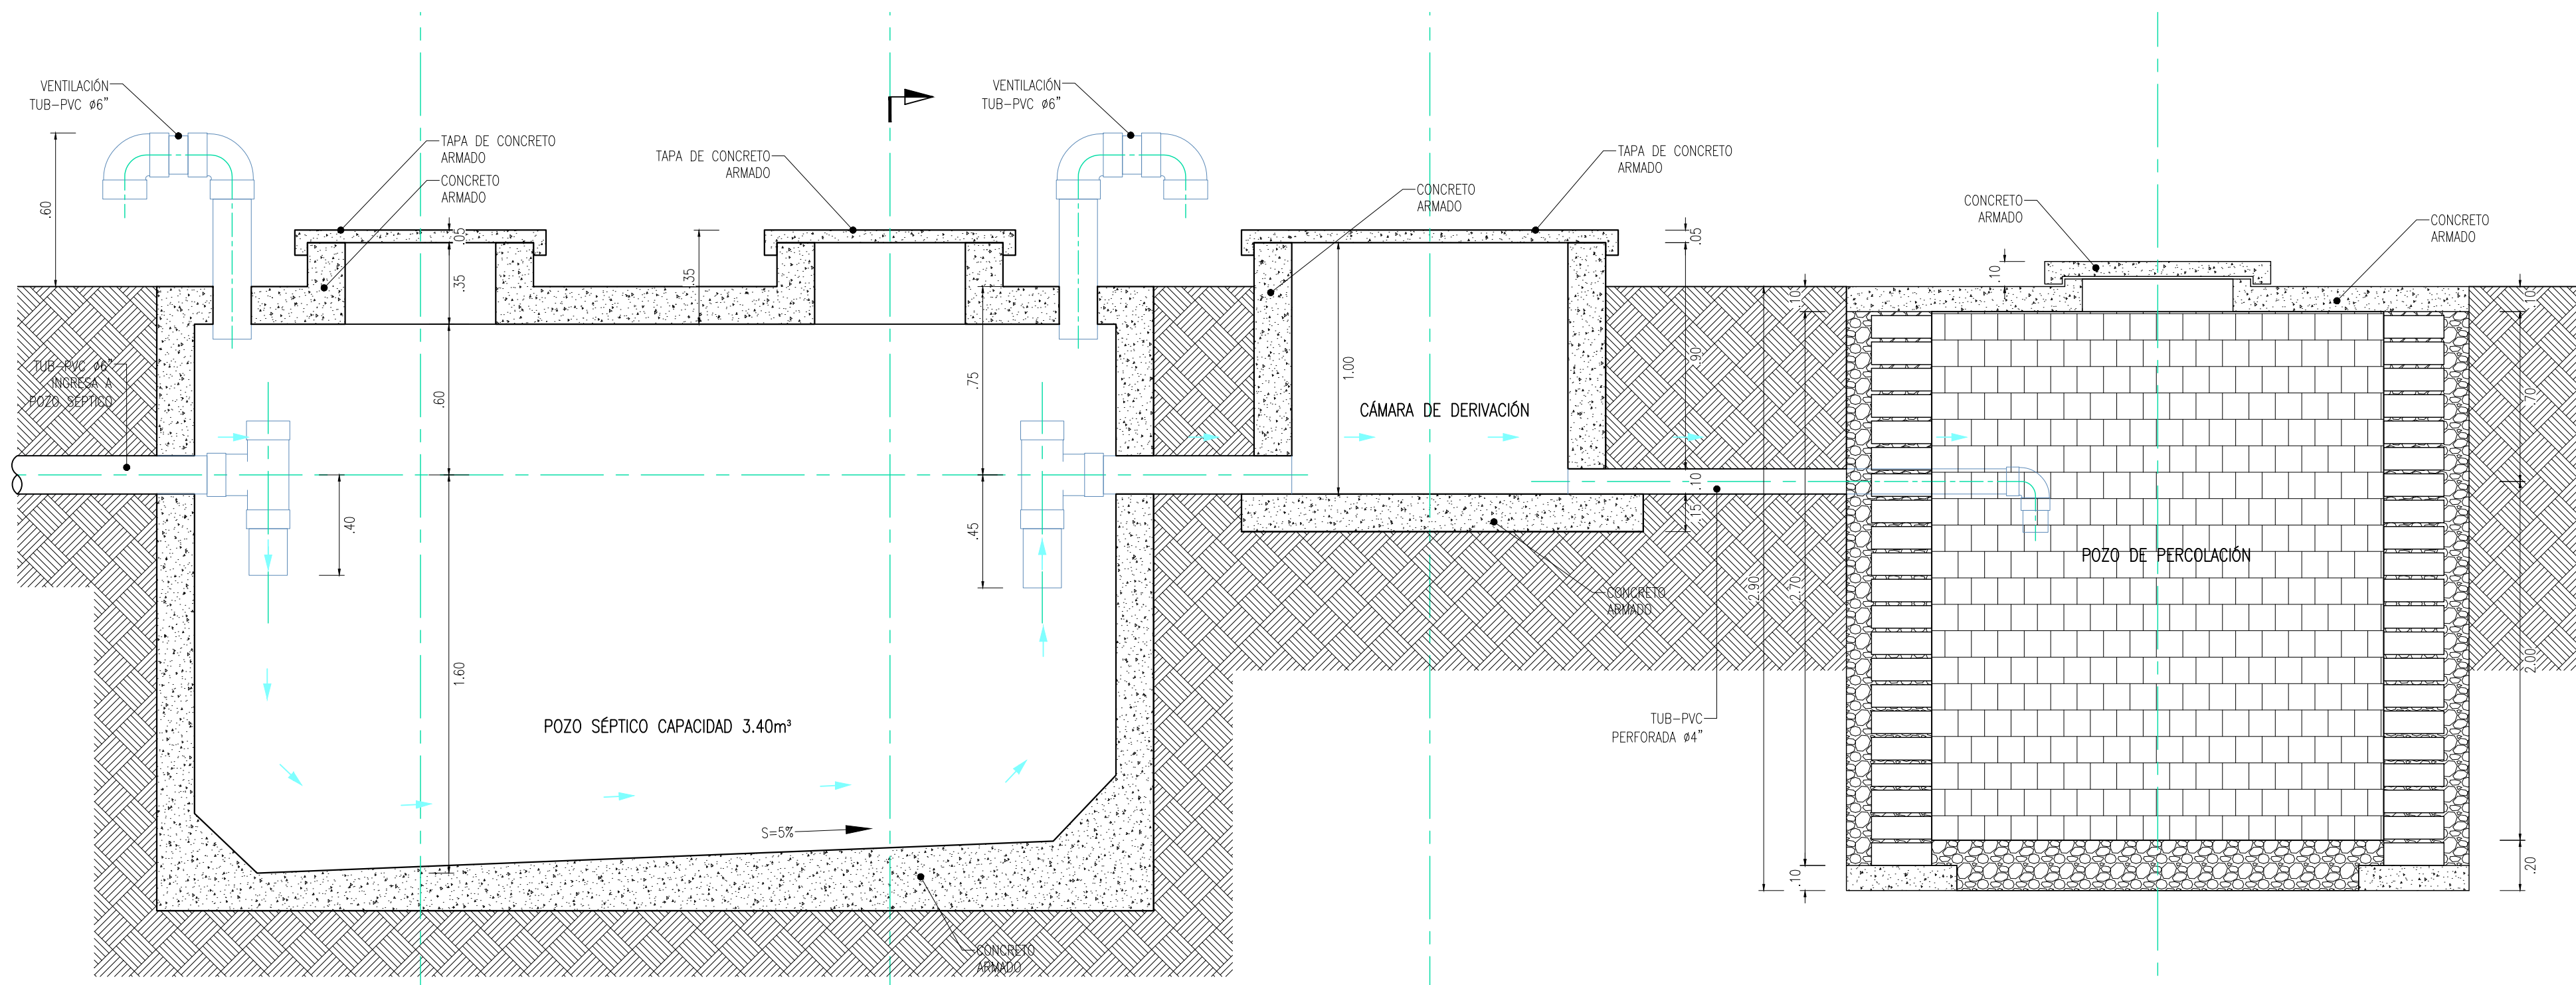 VENTILACIÓN
TUB-PVC ø6"
.60
TAPA DE CONCRETO
ARMADO
CONCRETO
ARMADO
TAPA DE CONCRETO
ARMADO
VENTILACIÓN
TUB-PVC ø6"
CONCRETO
ARMADO
TAPA DE CONCRETO
ARMADO
CONCRETO
ARMADO
CONCRETO
ARMADO
.05
.35
.35
.05
.10
.10
.10
TUB-PVC ø6"
INGRESA A
POZO SEPTICO
.60
.75
1.00
.90
.70
CÁMARA DE DERIVACIÓN
.40
.45
.10
.15
POZO DE PERCOLACIÓN
CONCRETO
ARMADO
2.90
2.70
2.00
1.60
POZO SÉPTICO CAPACIDAD 3.40m³
TUB-PVC
PERFORADA ø4"
S=5%
.10
.20
CONCRETO
ARMADO